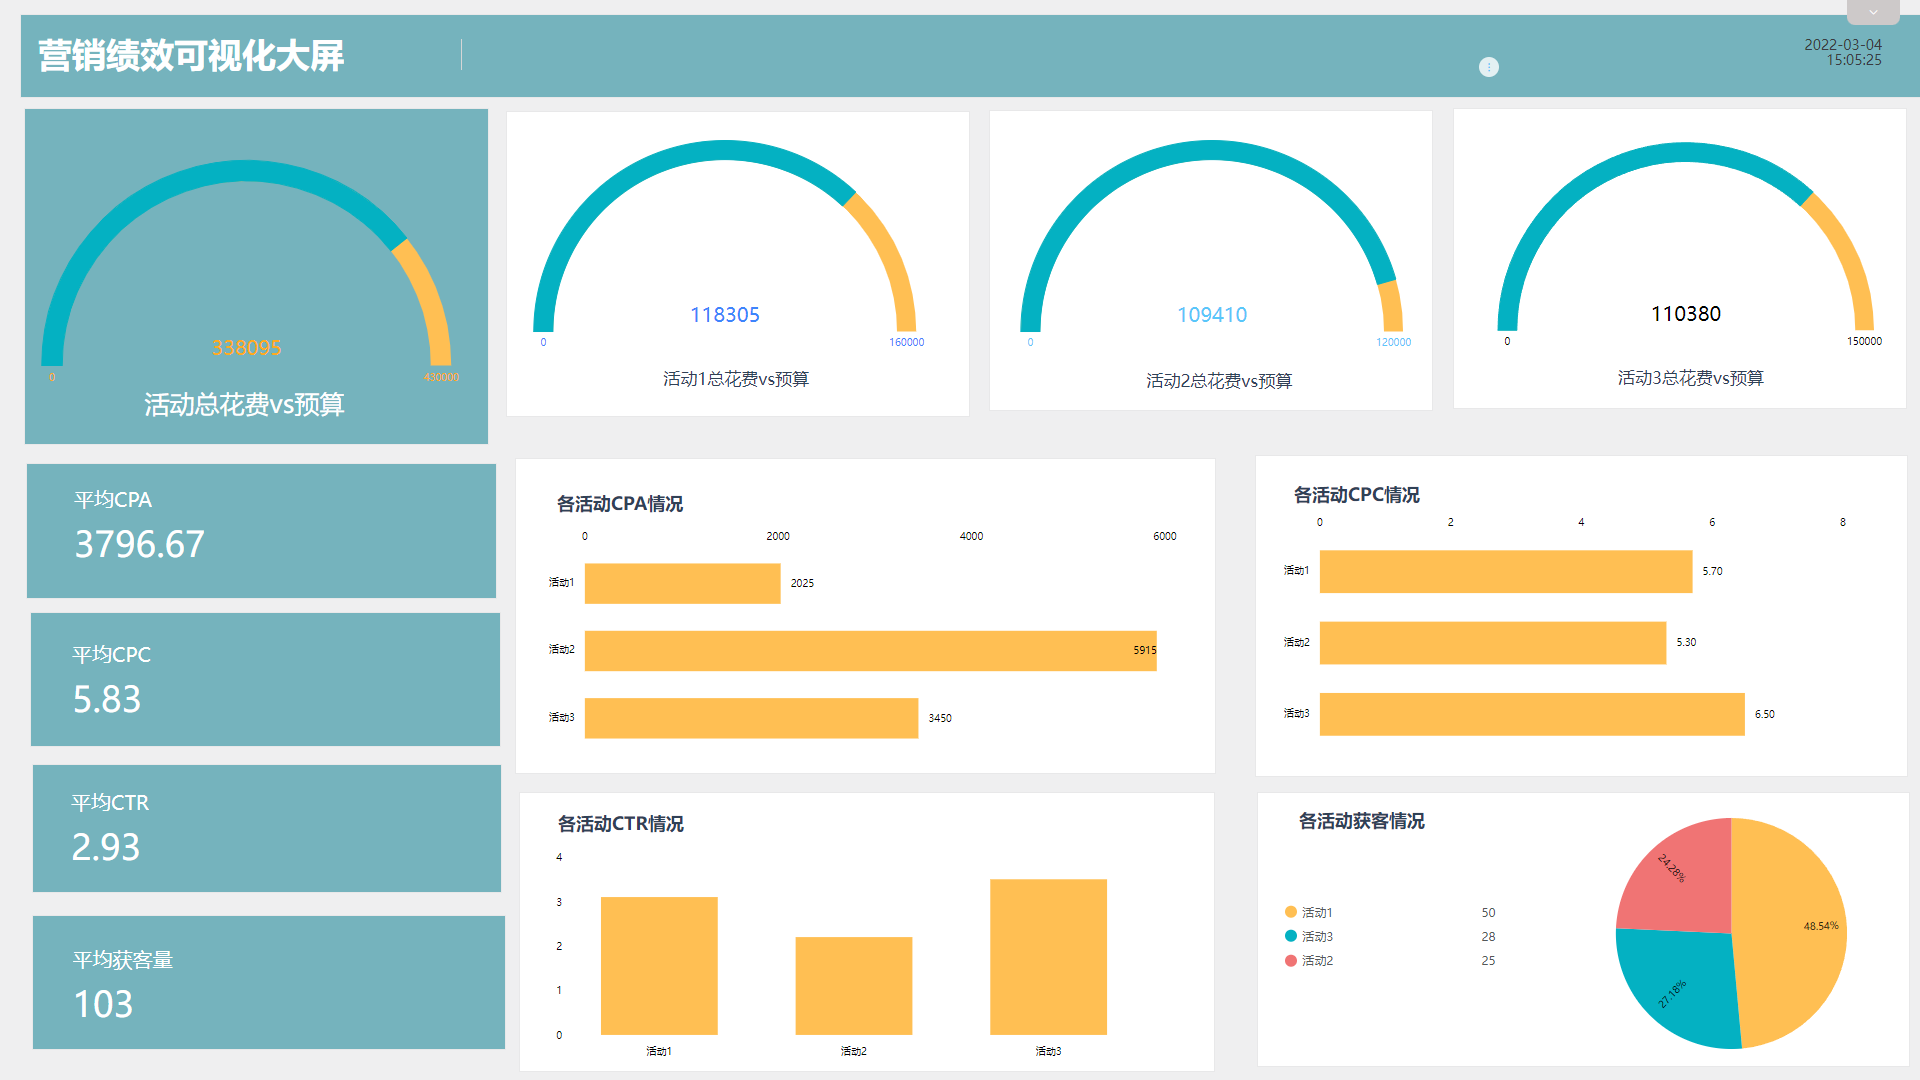 营销绩效可视化大屏
2022-03-04
15:05:25
338095
0
430000
活动总花费vs预算
118305
0
160000
活动1总花费vs预算
109410
0
120000
活动2总花费vs预算
110380
0
150000
活动3总花费vs预算
平均CPA
3796.67
平均CPC
5.83
平均CTR
2.93
平均获客量
103
各活动CPA情况
0 2000 4000 6000
活动1 2025
活动2 5915
活动3 3450
各活动CPC情况
0 2 4 6 8
活动1 5.70
活动2 5.30
活动3 6.50
各活动CTR情况
4
3
2
1
0
活动1 活动2 活动3
各活动获客情况
活动1 50
活动3 28
活动2 25
24.28%
48.54%
27.18%